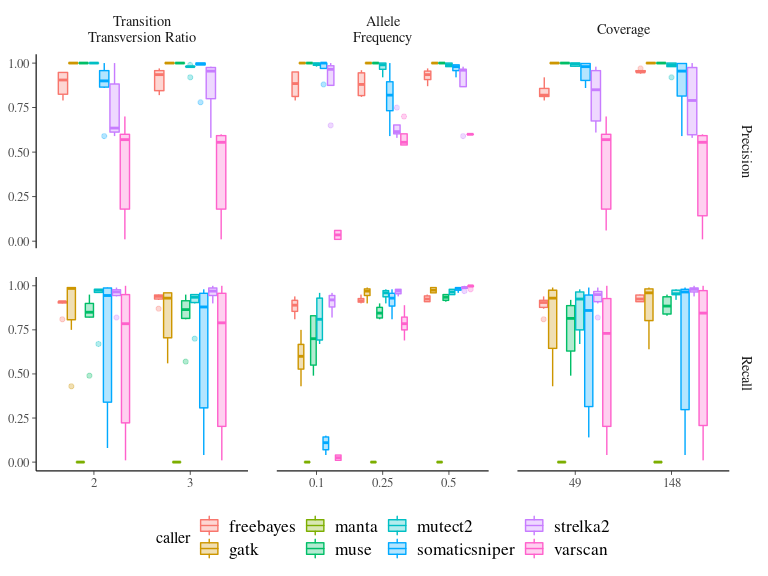 Transition
Transversion Ratio
Allele
Frequency
Coverage
1.00
0.75
0.50
0.25
0.00
Precision
1.00
0.75
0.50
0.25
0.00
Recall
2 3
0.1 0.25 0.5
49 148
caller
freebayes manta mutect2 strelka2
gatk muse somaticsniper varscan